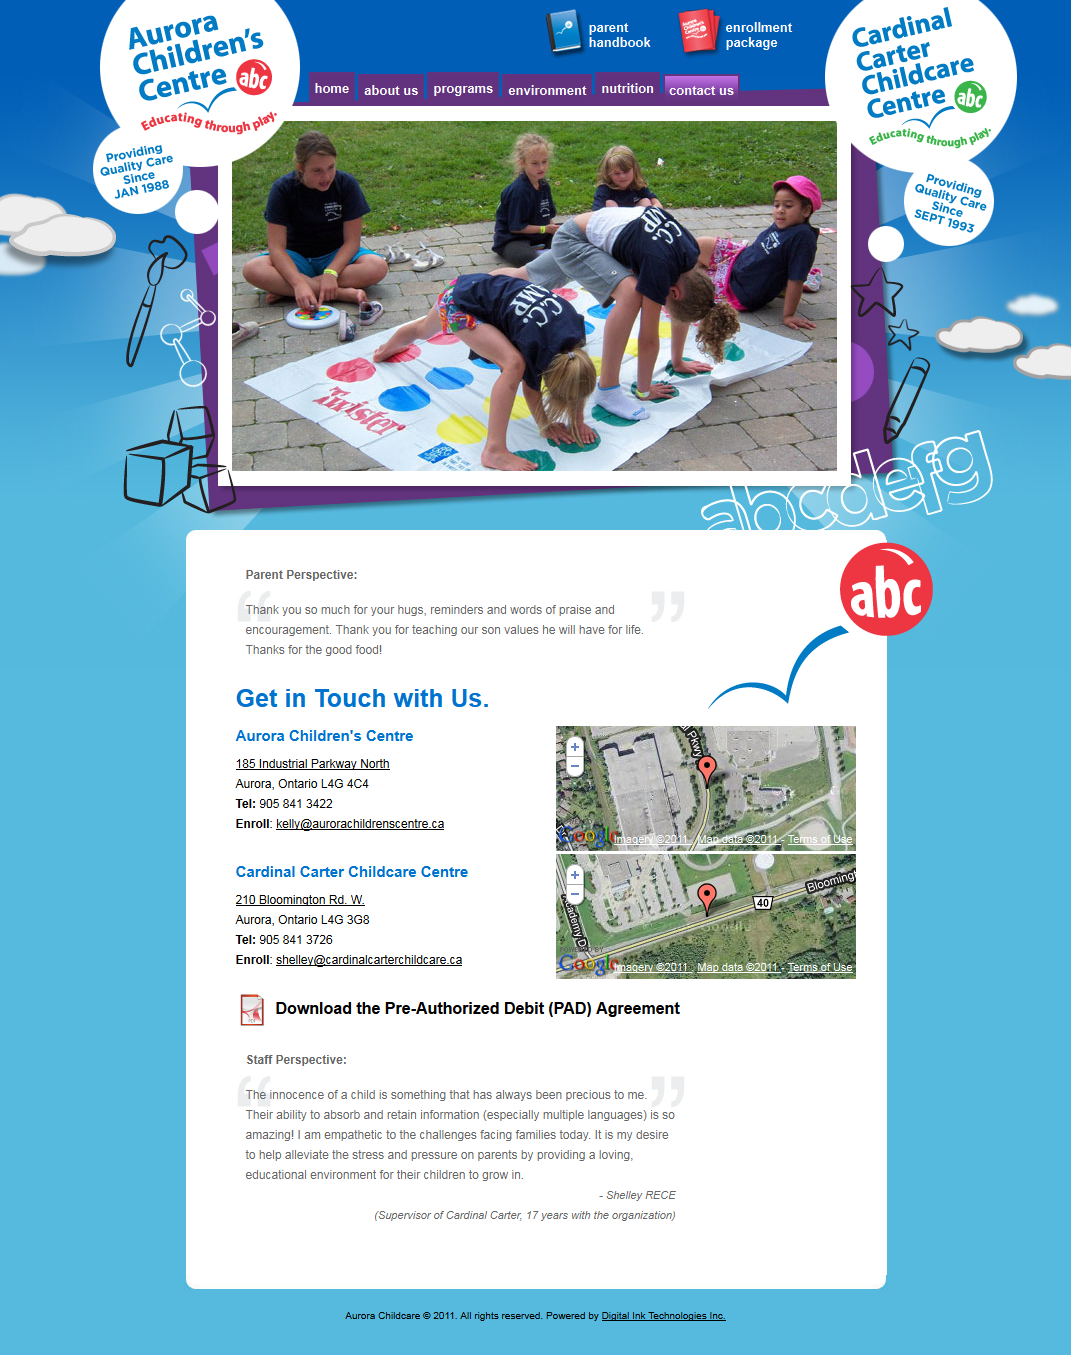 Aurora
Children's
Centre abc
Educating through play.
Providing
Quality Care
Since
JAN 1988
parent
handbook
enrollment
package
Cardinal
Carter
Childcare
Centre abc
Educating through play.
Providing
Quality Care
Since
SEPT 1993
home
about us
programs
environment
nutrition
contact us
Twister
abcdefg
abc
Parent Perspective:
Thank you so much for your hugs, reminders and words of praise and
encouragement. Thank you for teaching our son values he will have for life.
Thanks for the good food!
Get in Touch with Us.
Aurora Children's Centre
185 Industrial Parkway North
Aurora, Ontario L4G 4C4
Tel: 905 841 3422
Enroll: kelly@aurorachildrenscentre.ca
Pkwy
Google
Imagery ©2011 , Map data ©2011 - Terms of Use
Cardinal Carter Childcare Centre
210 Bloomington Rd. W.
Aurora, Ontario L4G 3G8
Tel: 905 841 3726
Enroll: shelley@cardinalcarterchildcare.ca
40
Academy D
POWERED BY
Google
Imagery ©2011 , Map data ©2011 - Terms of Use
Download the Pre-Authorized Debit (PAD) Agreement
Staff Perspective:
The innocence of a child is something that has always been precious to me.
Their ability to absorb and retain information (especially multiple languages) is so
amazing! I am empathetic to the challenges facing families today. It is my desire
to help alleviate the stress and pressure on parents by providing a loving,
educational environment for their children to grow in.
- Shelley RECE
(Supervisor of Cardinal Carter, 17 years with the organization)
Aurora Childcare © 2011. All rights reserved. Powered by Digital Ink Technologies Inc.